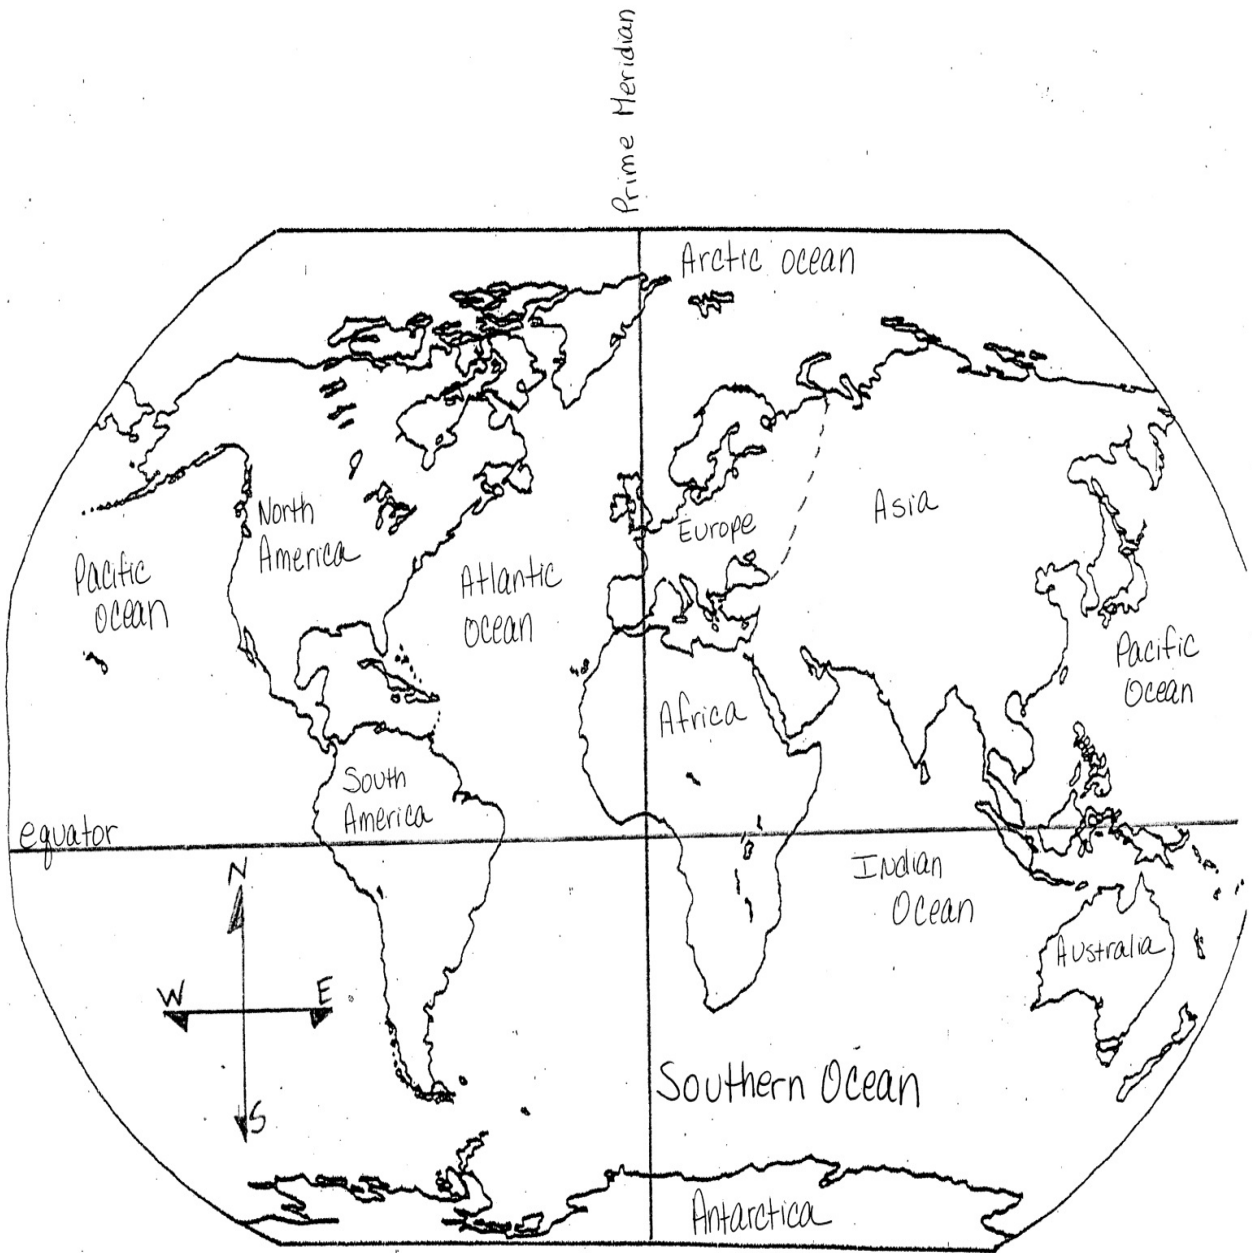 Prime Meridian
Arctic ocean
North
America
Pacific
ocean
Atlantic
ocean
Europe
Asia
Pacific
Ocean
Africa
South
America
equator
Indian
Ocean
Australia
N
W
E
S
Southern Ocean
Antarctica